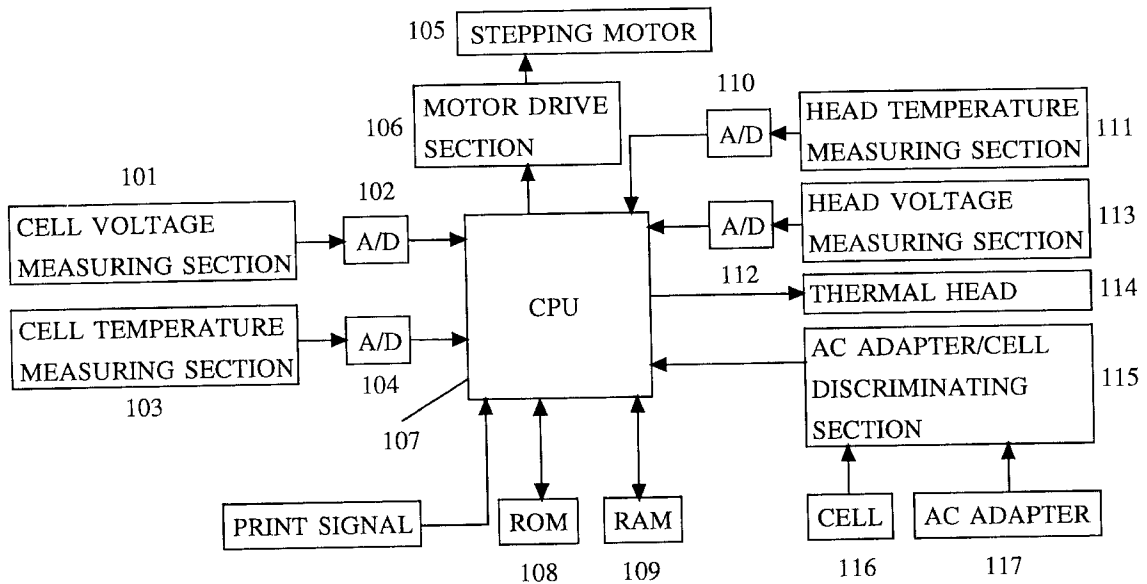 105
STEPPING MOTOR
106
MOTOR DRIVE
SECTION
110
A/D
HEAD TEMPERATURE
MEASURING SECTION
111
101
CELL VOLTAGE
MEASURING SECTION
102
A/D
A/D
HEAD VOLTAGE
MEASURING SECTION
113
112
THERMAL HEAD
114
CPU
CELL TEMPERATURE
MEASURING SECTION
103
A/D
104
107
AC ADAPTER/CELL
DISCRIMINATING
SECTION
115
PRINT SIGNAL
ROM
108
RAM
109
CELL
116
AC ADAPTER
117